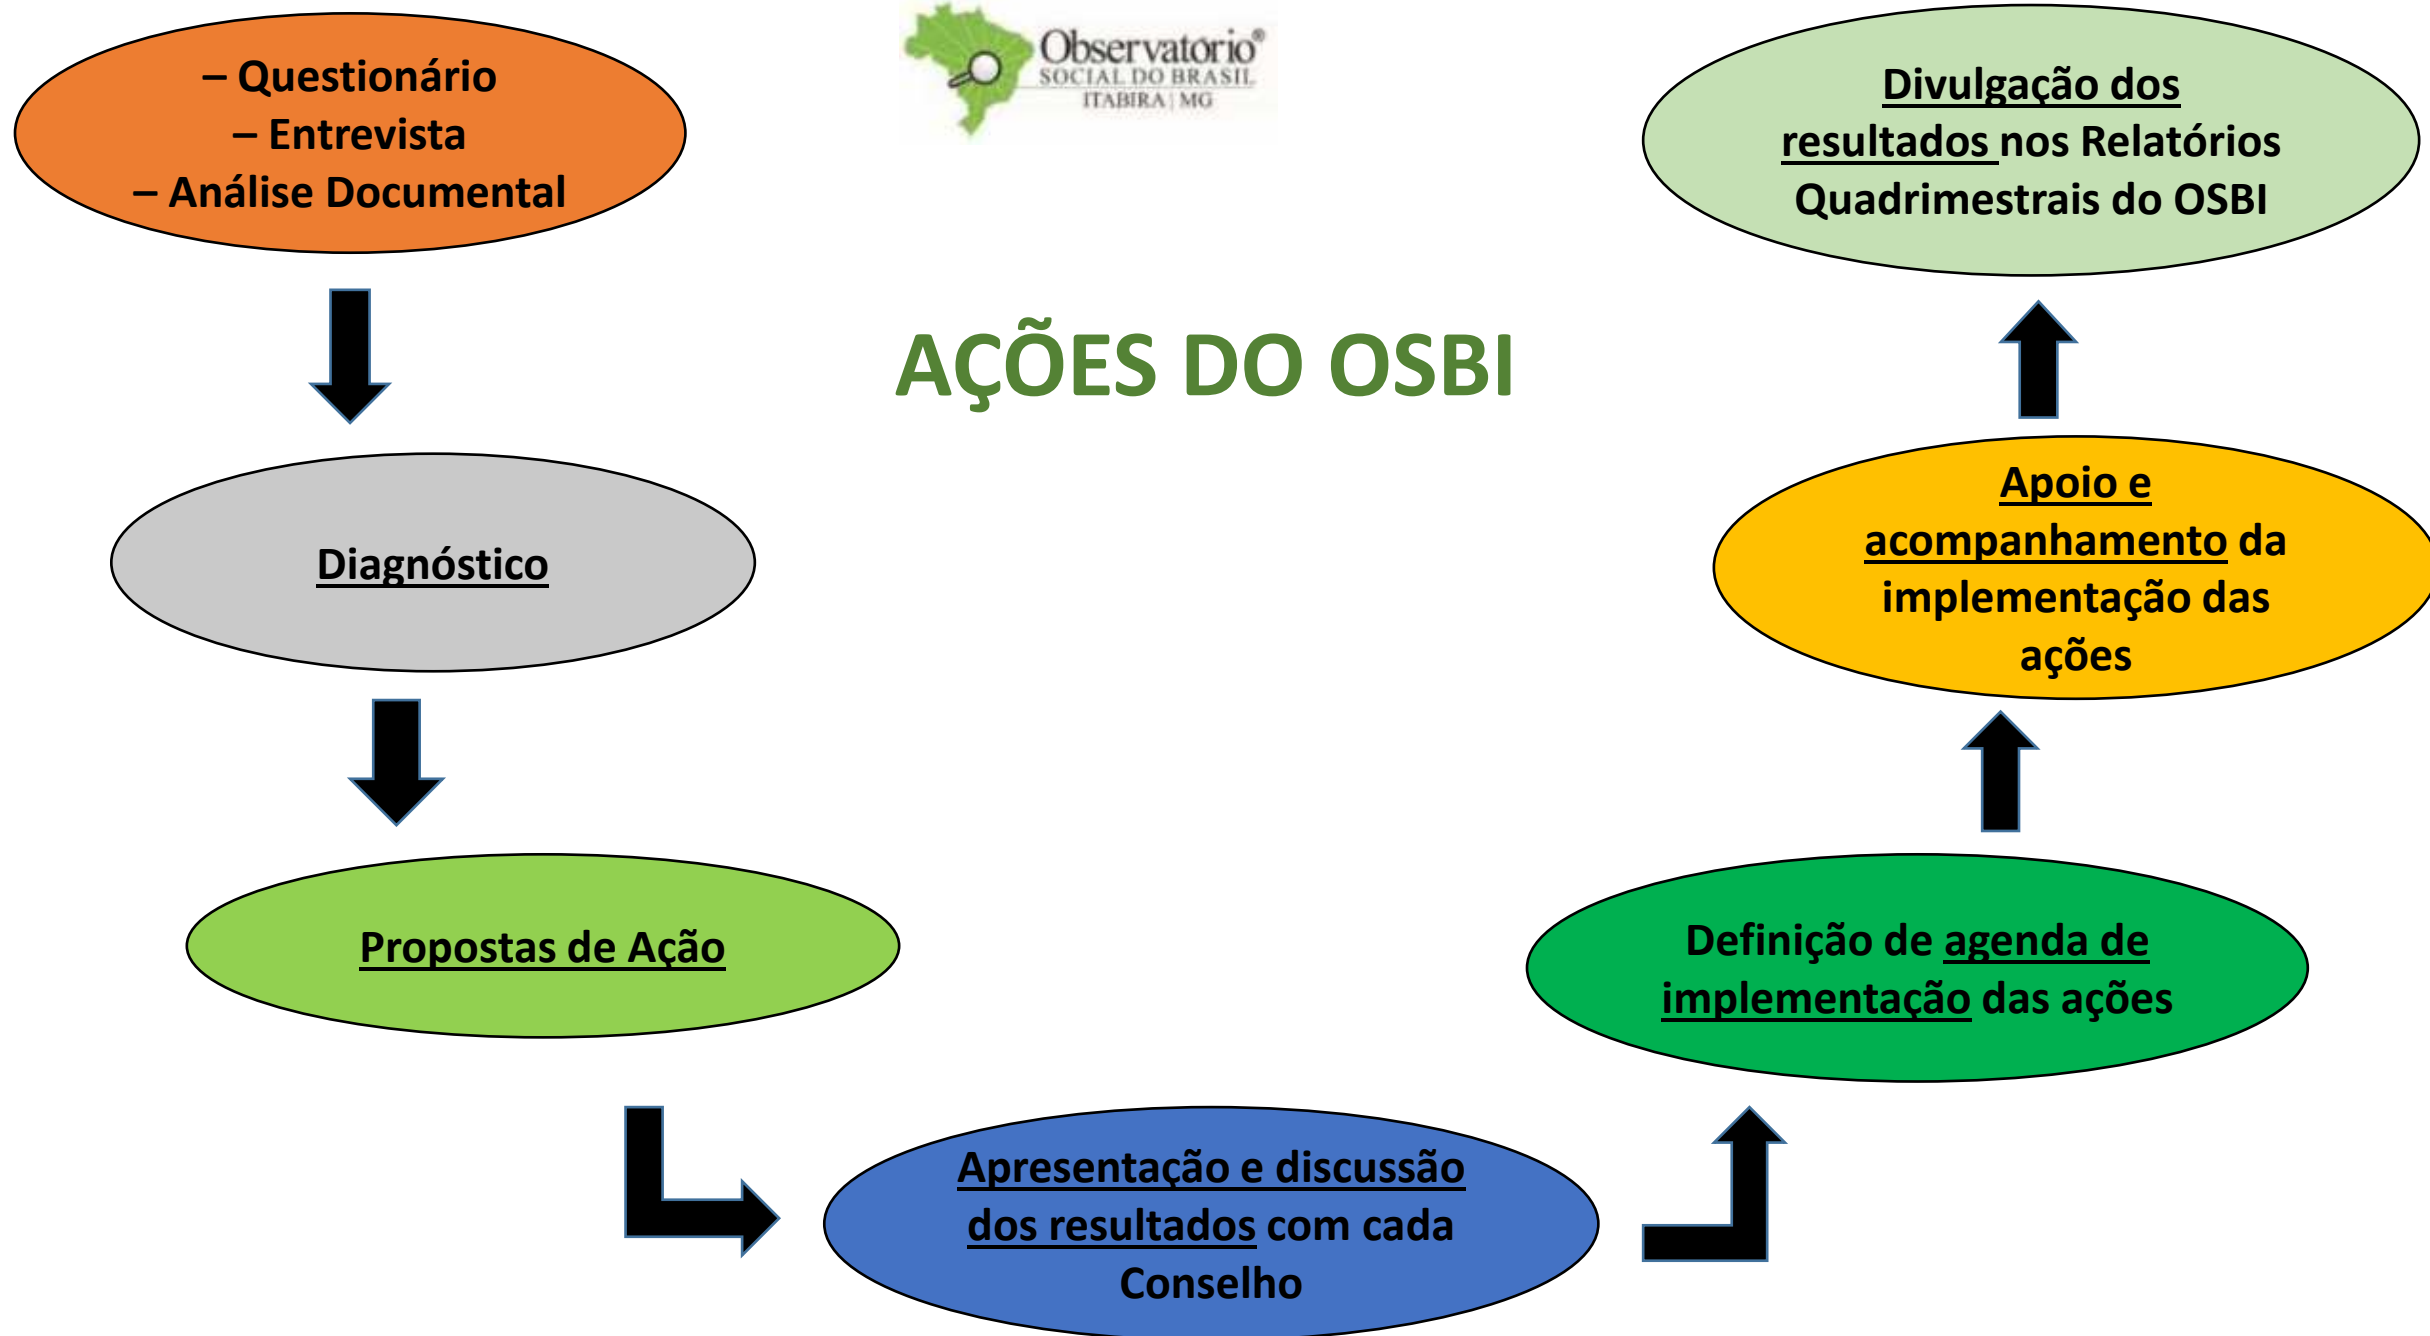 – Questionário
– Entrevista
– Análise Documental
Observatório®
SOCIAL DO BRASIL
ITABIRA | MG
AÇÕES DO OSBI
Diagnóstico
Propostas de Ação
Apresentação e discussão
dos resultados com cada
Conselho
Definição de agenda de
implementação das ações
Apoio e
acompanhamento da
implementação das
ações
Divulgação dos
resultados nos Relatórios
Quadrimestrais do OSBI